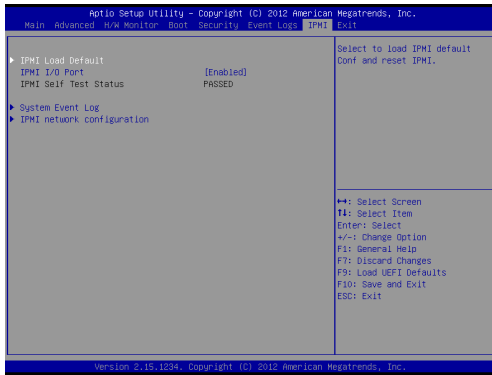 Aptio Setup Utility – Copyright (C) 2012 American Megatrends, Inc.
Main Advanced H/W Monitor Boot Security Event Logs IPMI Exit
IPMI Load Default
IPMI I/O Port [Enabled]
IPMI Self Test Status PASSED
System Event Log
IPMI network configuration
Select to load IPMI default
Conf and reset IPMI.
↔: Select Screen
↑↓: Select Item
Enter: Select
+/-: Change Option
F1: General Help
F7: Discard Changes
F9: Load UEFI Defaults
F10: Save and Exit
ESC: Exit
Version 2.15.1234. Copyright (C) 2012 American Megatrends, Inc.